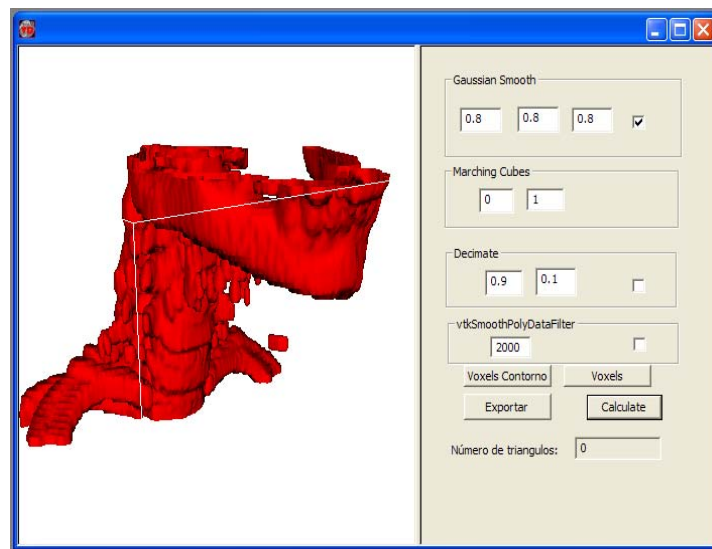 Gaussian Smooth
0.8 0.8 0.8
Marching Cubes
0 1
Decimate
0.9 0.1
vtkSmoothPolyDataFilter
2000
Voxels Contorno Voxels
Exportar Calculate
Número de triangulos: 0